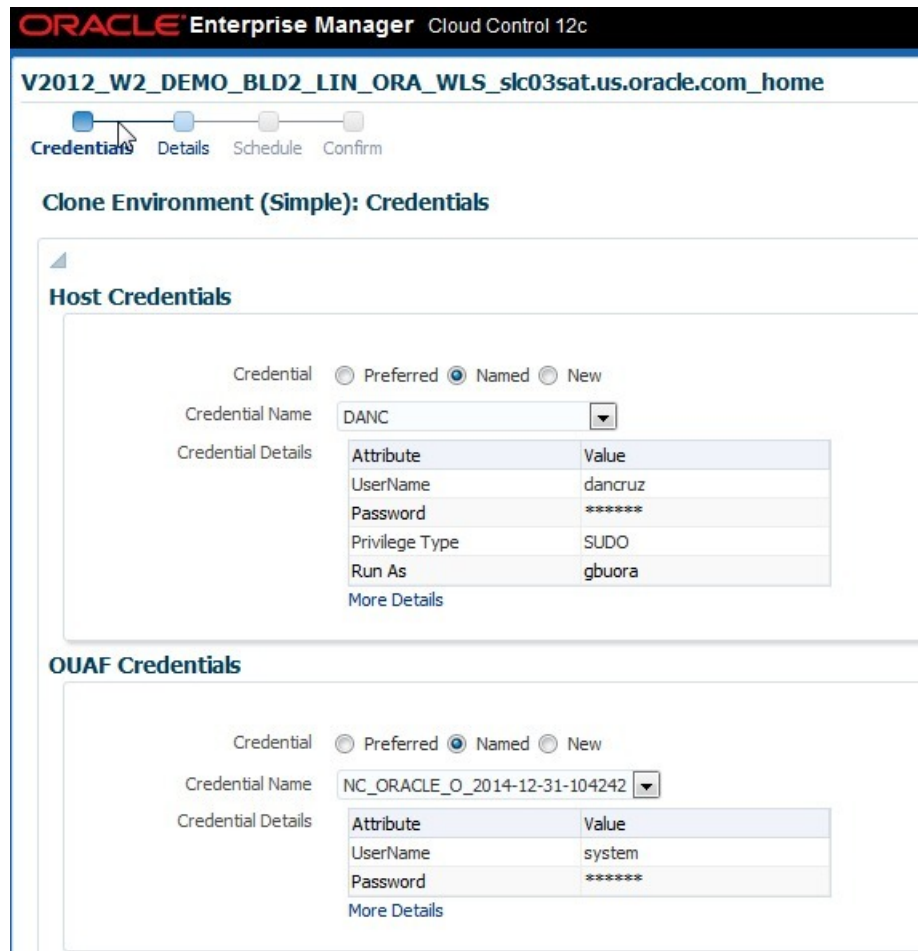 ORACLE Enterprise Manager Cloud Control 12c
V2012_W2_DEMO_BLD2_LIN_ORA_WLS_slc03sat.us.oracle.com_home
Credentials Details Schedule Confirm
Clone Environment (Simple): Credentials
Host Credentials
Credential Preferred Named New
Credential Name DANC
Credential Details Attribute Value
UserName dancruz
Password ******
Privilege Type SUDO
Run As gbuora
More Details
OUAF Credentials
Credential Preferred Named New
Credential Name NC_ORACLE_O_2014-12-31-104242
Credential Details Attribute Value
UserName system
Password ******
More Details